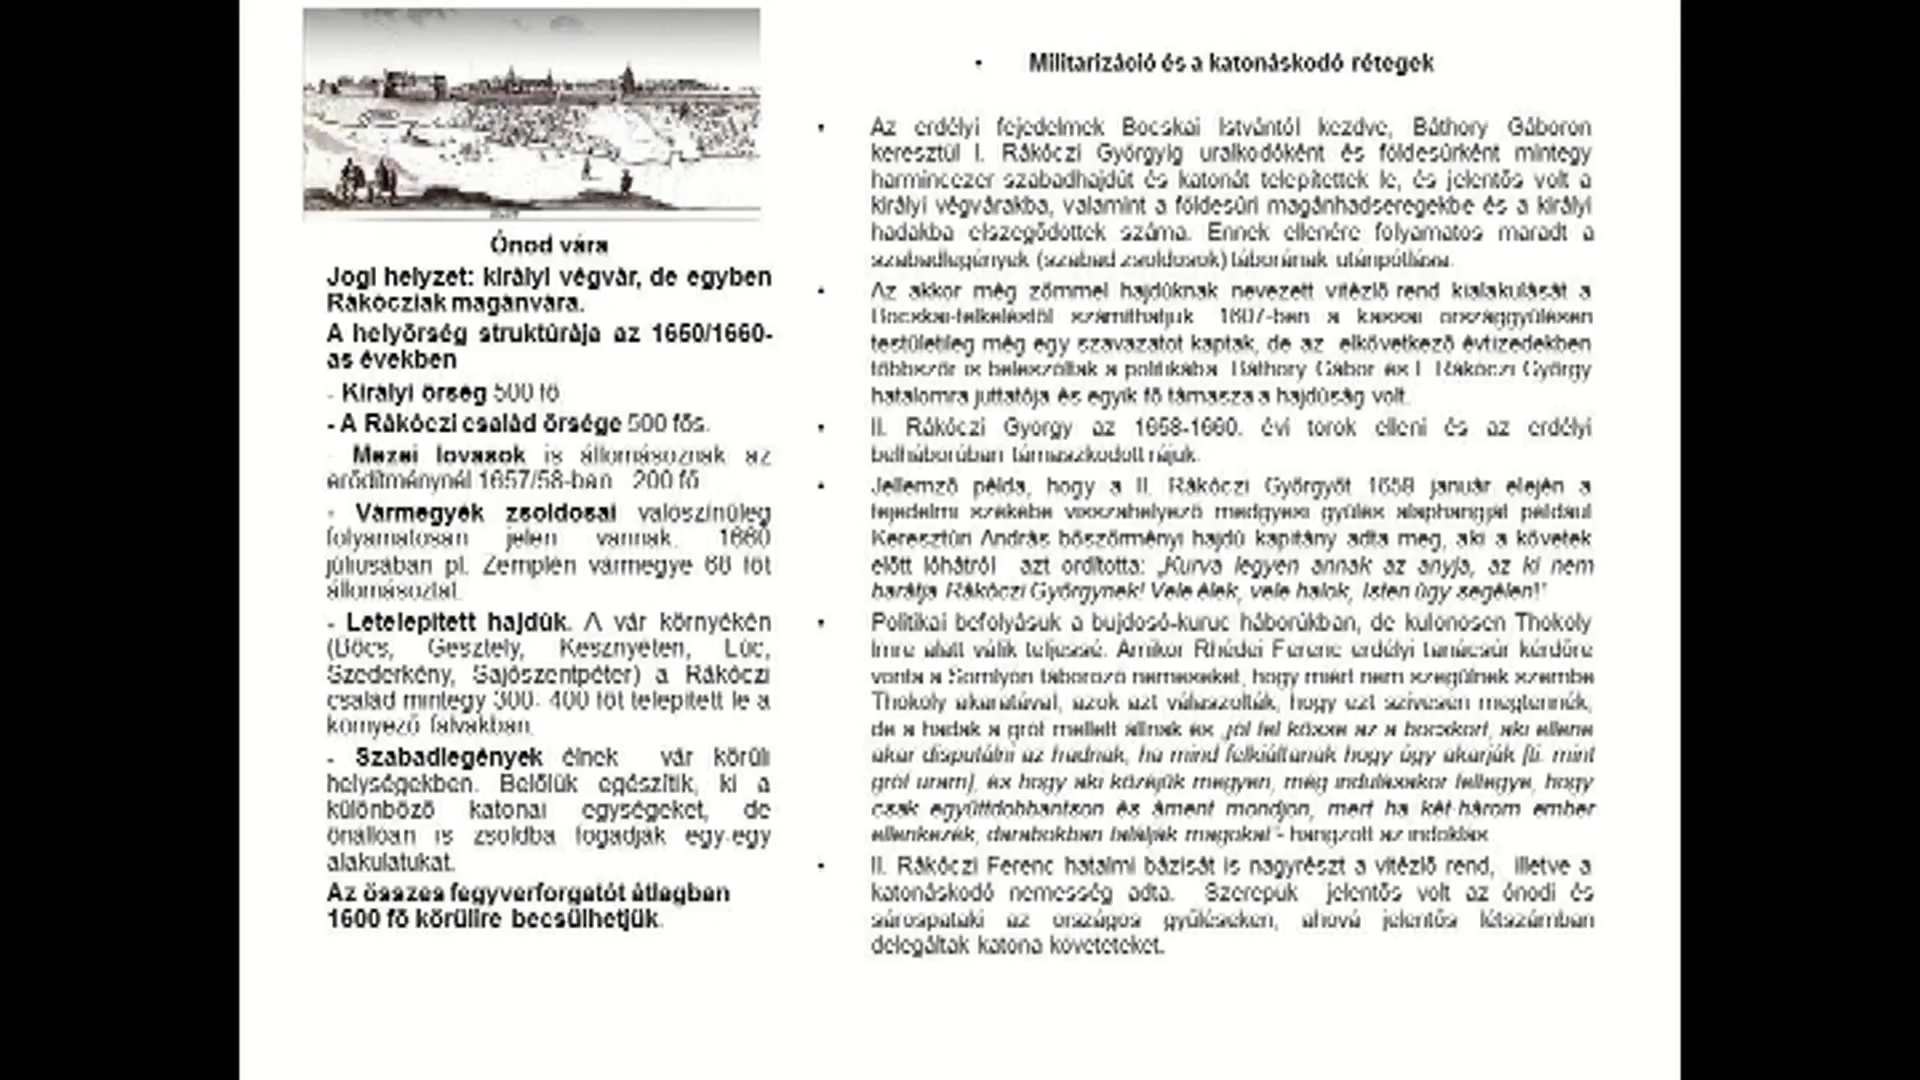 Ónod vára
Jogi helyzet: királyi végvár, de egyben
Rákócziak magánvára.
A helyőrség struktúrája az 1650/1660-
as években
- Királyi őrség 500 fő
- A Rákóczi család őrsége 500 fős.
- Mezei lovasok is állomásoznak az
erődítménynél 1657/58-ban 200 fő
- Vármegyék zsoldosai valószínűleg
folyamatosan jelen vannak. 1660
júliusában pl. Zemplén vármegye 68 főt
állomásoztat.
- Letelepített hajdúk. A vár környékén
(Bőcs, Gesztely, Kesznyéten, Lúc,
Szederkény, Sajószentpéter) a Rákóczi
család mintegy 300- 400 főt telepített le a
környező falvakban.
- Szabadlegények élnek vár körüli
helységekben. Belőlük egészítik, ki a
különböző katonai egységeket, de
önállóan is zsoldba fogadják egy-egy
alakulatukat.
Az összes fegyverforgatót átlagban
1600 fő körülire becsülhetjük.
• Militarizáció és a katonáskodó rétegek
• Az erdélyi fejedelmek Bocskai Istvántól kezdve, Báthory Gáboron
keresztül I. Rákóczi Györgyig uralkodóként és földesúrként mintegy
harmincezer szabadhajdút és katonát telepítettek le, és jelentős volt a
királyi végvárakba, valamint a földesúri magánhadseregekbe és a királyi
hadakba elszegődöttek száma. Ennek ellenére folyamatos maradt a
szabadlegények (szabad zsoldosok) táborának utánpótlása.
• Az akkor még zömmel hajdúknak nevezett vitézlő rend kialakulását a
Bocskai-felkeléstől számíthatjuk. 1607-ben a kassai országgyűlésen
testületileg még egy szavazatot kaptak, de az elkövetkező évtizedekben
többször is beleszóltak a politikába. Báthory Gábor és I. Rákóczi György
hatalomra juttatója és egyik fő támasza a hajdúság volt.
• II. Rákóczi György az 1658-1660. évi török elleni és az erdélyi
belháborúban támaszkodott rájuk.
• Jellemző példa, hogy a II. Rákóczi Györgyöt 1658 január elején a
fejedelmi székébe visszahelyező medgyesi gyűlés alaphangját például
Keresztúri András böszörményi hajdú kapitány adta meg, aki a követek
előtt lóhátról azt ordította: „Kurva legyen annak az anyja, az ki nem
barátja Rákóczi Györgynek! Vele élek, vele halok, Isten úgy segélen!”
• Politikai befolyásuk a bujdosó-kuruc háborúkban, de különösen Thököly
Imre alatt válik teljessé. Amikor Rhédei Ferenc erdélyi tanácsúr kérdőre
vonta a Somlyón táborozó nemeseket, hogy miért nem szegülnek szembe
Thököly akaratával, azok azt válaszolták, hogy ezt szívesen megtennék,
de a hadak a gróf mellett állnak és „jól fel kösse az a bocskort, aki ellene
akar disputálni az hadnak, ha mind felkiáltanak hogy úgy akarják [ti. mint
gróf uram], és hogy aki közéjük megyen, még induláskor feltegye, hogy
csak együttdobbantson és áment mondjon, mert ha két-három ember
ellenkezék, darabokban találják magokat”- hangzott az indoklás.
• II. Rákóczi Ferenc hatalmi bázisát is nagyrészt a vitézlő rend, illetve a
katonáskodó nemesség adta. Szerepük jelentős volt az ónodi és
sárospataki az országos gyűléseken, ahová jelentős létszámban
delegáltak katona követeteket.